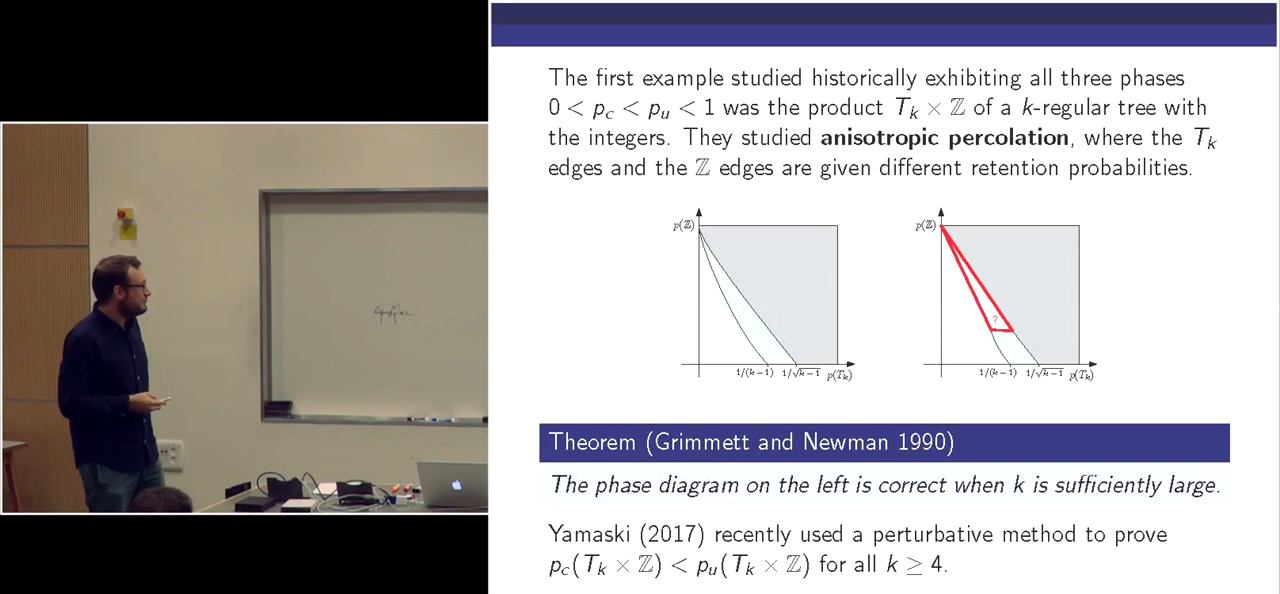 The first example studied historically exhibiting all three phases
0 < p_c < p_u < 1 was the product T_k × ℤ of a k-regular tree with
the integers. They studied anisotropic percolation, where the T_k
edges and the ℤ edges are given different retention probabilities.
p(ℤ)
1/(k−1) 1/√k−1 p(T_k)
p(ℤ)
?
1/(k−1) 1/√k−1 p(T_k)
Theorem (Grimmett and Newman 1990)
The phase diagram on the left is correct when k is sufficiently large.
Yamaski (2017) recently used a perturbative method to prove
p_c(T_k × ℤ) < p_u(T_k × ℤ) for all k ≥ 4.